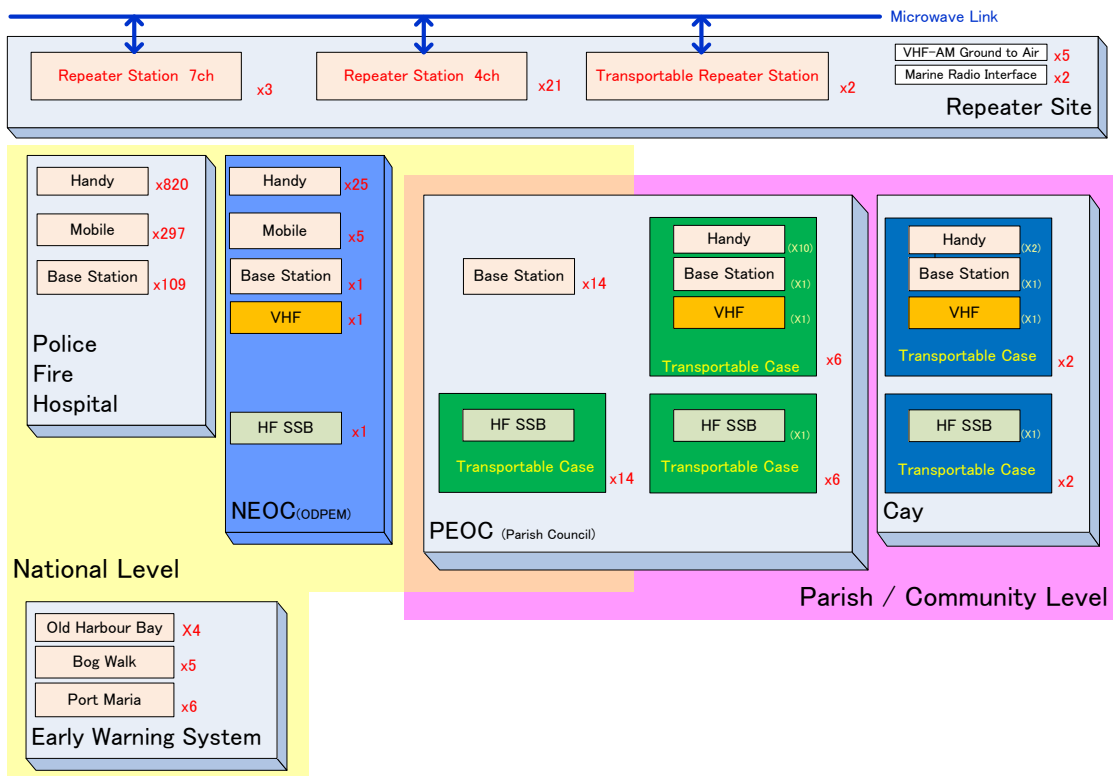 Microwave Link
Repeater Station 7ch
x3
Repeater Station 4ch
x21
Transportable Repeater Station
x2
VHF-AM Ground to Air
x5
Marine Radio Interface
x2
Repeater Site
Handy
x820
Mobile
x297
Base Station
x109
Police
Fire
Hospital
Handy
x25
Mobile
x5
Base Station
x1
VHF
x1
HF SSB
x1
NEOC(ODPEM)
Base Station
x14
Handy
(X10)
Base Station
(X1)
VHF
(X1)
Transportable Case
x6
HF SSB
Transportable Case
x14
HF SSB
(X1)
Transportable Case
x6
PEOC (Parish Council)
Handy
(X2)
Base Station
(X1)
VHF
(X1)
Transportable Case
x2
HF SSB
(X1)
Transportable Case
x2
Cay
National Level
Parish / Community Level
Old Harbour Bay
X4
Bog Walk
x5
Port Maria
x6
Early Warning System